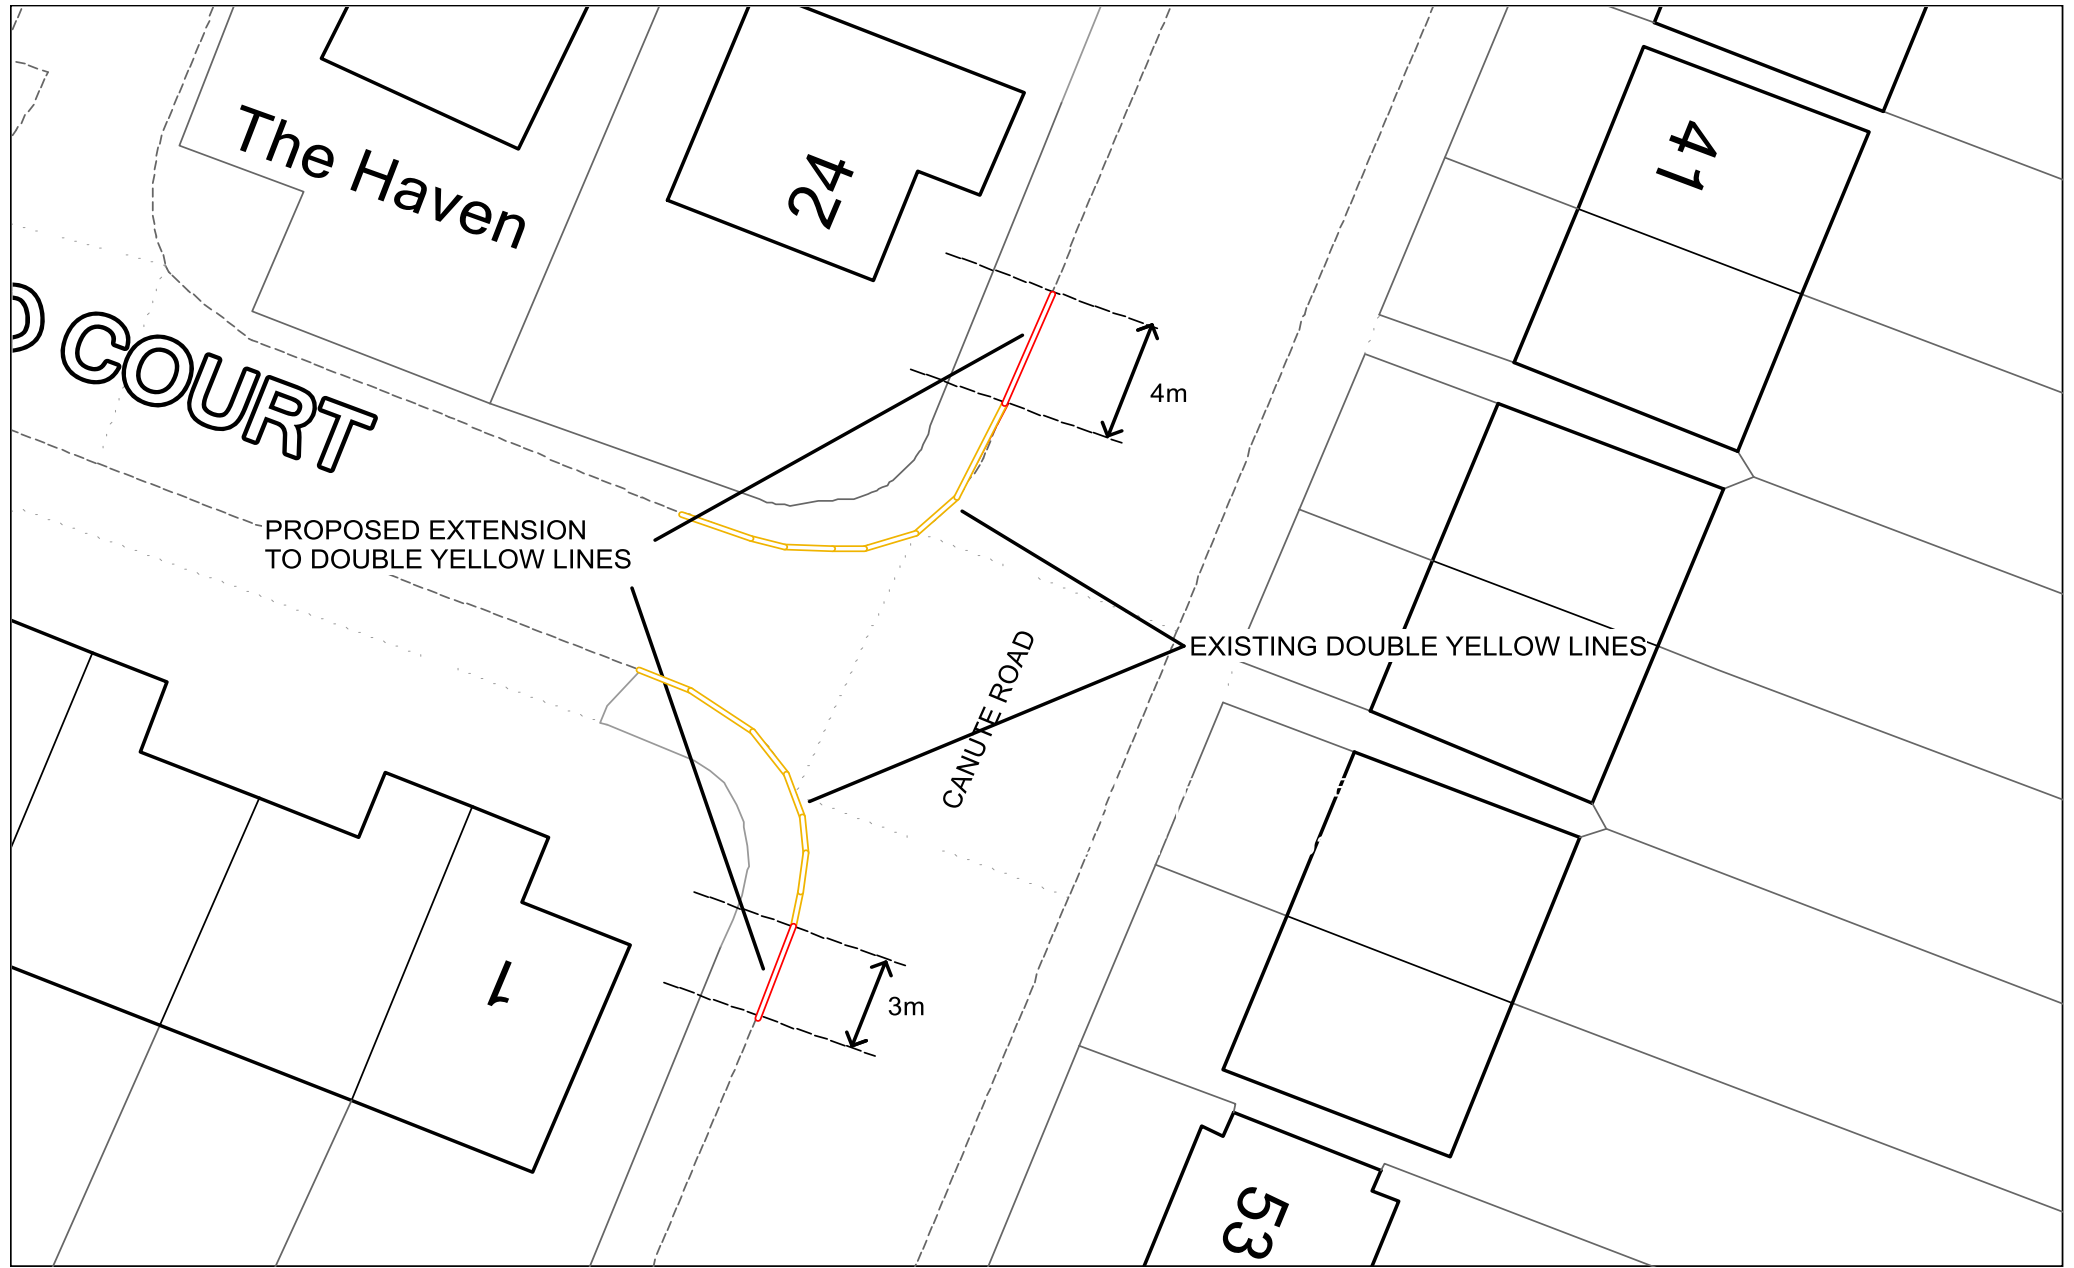 The Haven
24
41
COURT
4m
PROPOSED EXTENSION
TO DOUBLE YELLOW LINES
EXISTING DOUBLE YELLOW LINES
CANUTE ROAD
1
3m
53